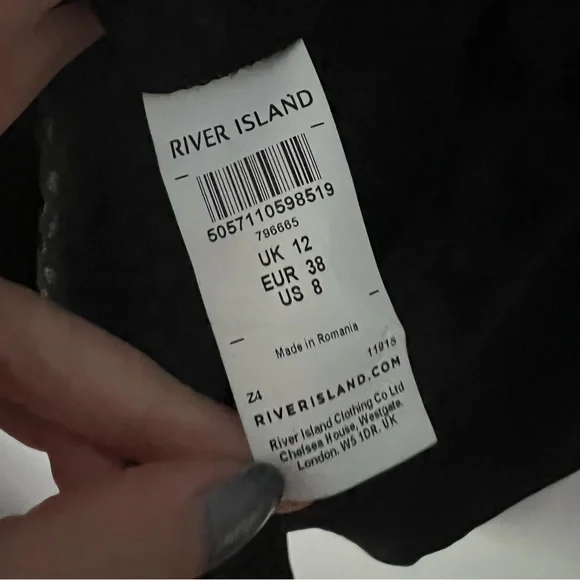 RIVER ISLAND
5057110598519
796665
UK 12
EUR 38
US 8
Made in Romania
Z4 11915
RIVERISLAND.COM
River Island Clothing Co Ltd
Chelsea House, Westgate,
London. W5 1DR. UK